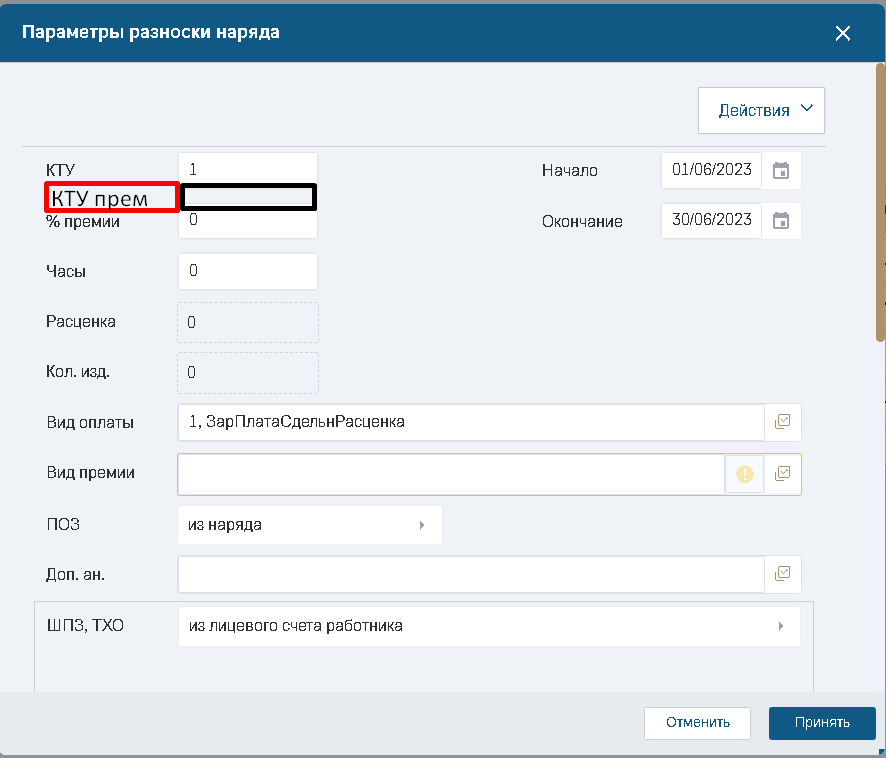 Параметры разноски наряда
Действия
КТУ 1 Начало 01/06/2023
КТУ прем
% премии 0 Окончание 30/06/2023
Часы 0
Расценка 0
Кол. изд. 0
Вид оплаты 1, ЗарПлатаСдельнРасценка
Вид премии
ПОЗ из наряда
Доп. ан.
ШПЗ, ТХО из лицевого счета работника
Отменить Принять